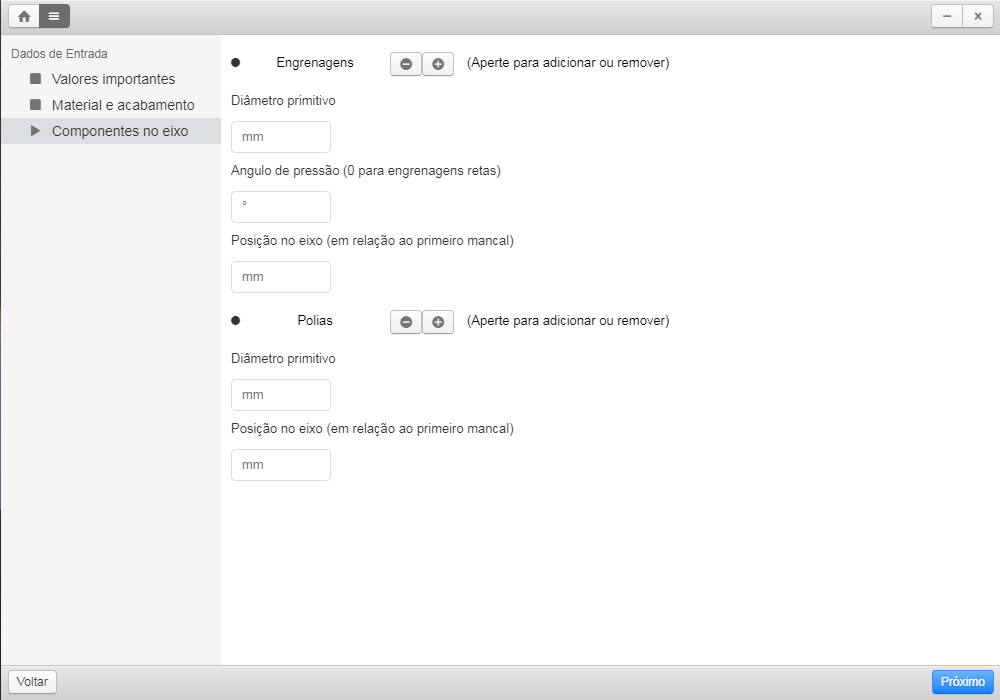 Dados de Entrada
Valores importantes
Material e acabamento
Componentes no eixo
Engrenagens (Aperte para adicionar ou remover)
Diâmetro primitivo
mm
Angulo de pressão (0 para engrenagens retas)
°
Posição no eixo (em relação ao primeiro mancal)
mm
Polias (Aperte para adicionar ou remover)
Diâmetro primitivo
mm
Posição no eixo (em relação ao primeiro mancal)
mm
Voltar Próximo